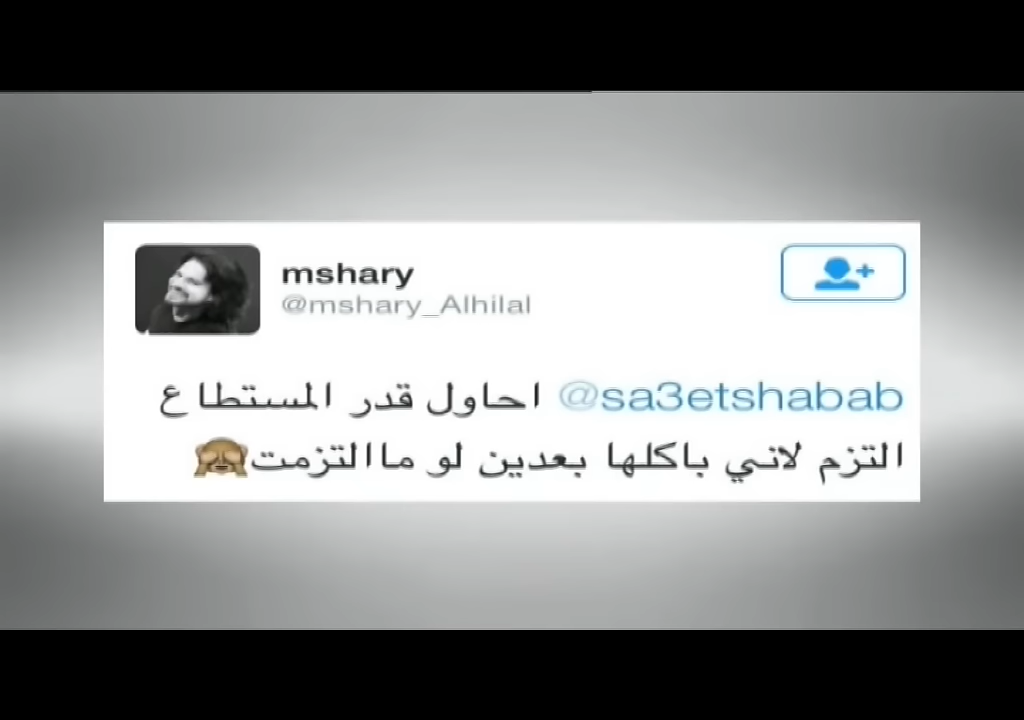 mshary
@mshary_Alhilal
@sa3etshabab احاول قدر المستطاع
التزم لاني باكلها بعدين لو ماالتزمت🙈